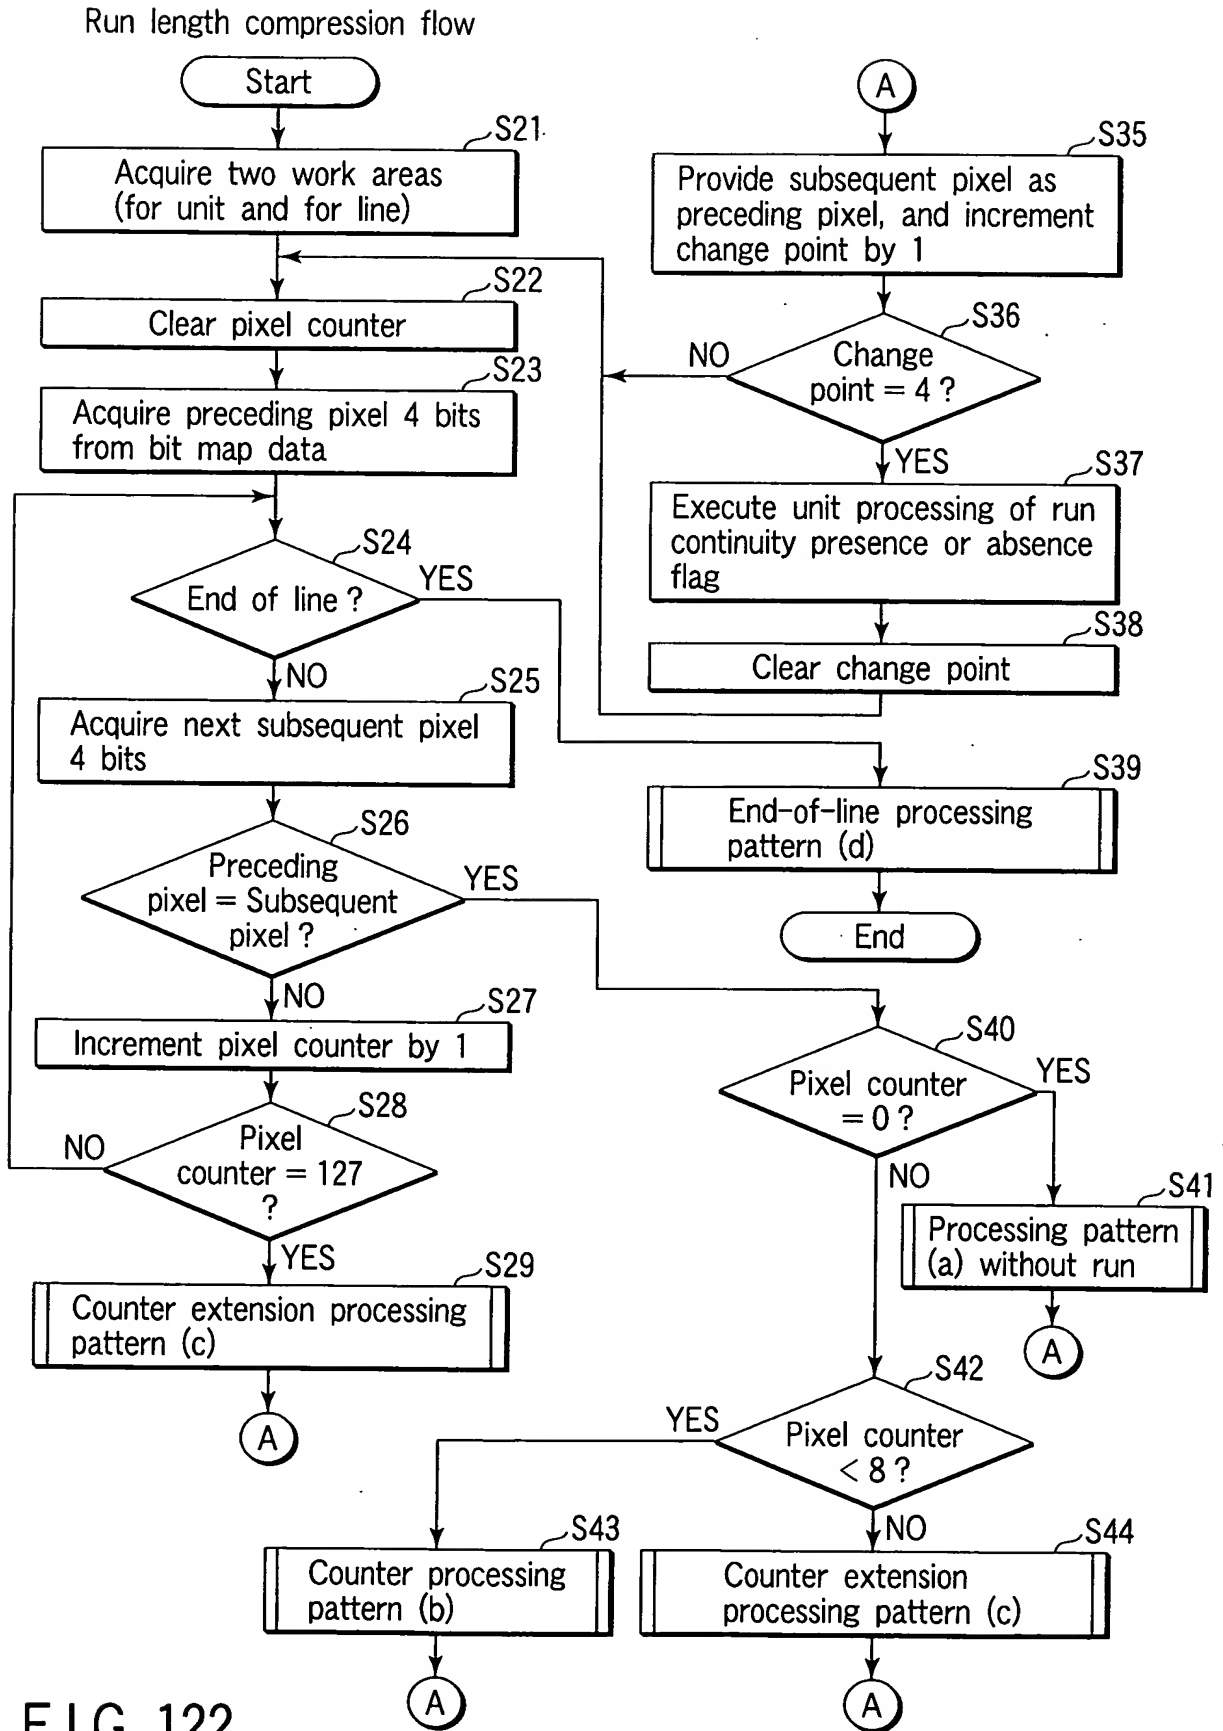 Run length compression flow
Start
S21
Acquire two work areas
(for unit and for line)
S22
Clear pixel counter
S23
Acquire preceding pixel 4 bits
from bit map data
S24
End of line ?
YES
NO
S25
Acquire next subsequent pixel
4 bits
S26
Preceding
pixel = Subsequent
pixel ?
YES
NO
S27
Increment pixel counter by 1
S28
Pixel
counter = 127
?
NO
YES
S29
Counter extension processing
pattern (c)
A
A
S35
Provide subsequent pixel as
preceding pixel, and increment
change point by 1
S36
Change
point = 4 ?
NO
YES
S37
Execute unit processing of run
continuity presence or absence
flag
S38
Clear change point
S39
End-of-line processing
pattern (d)
End
S40
Pixel counter
= 0 ?
YES
NO
S41
Processing pattern
(a) without run
A
S42
Pixel counter
< 8 ?
YES
NO
S43
Counter processing
pattern (b)
A
S44
Counter extension
processing pattern (c)
A
FIG. 122